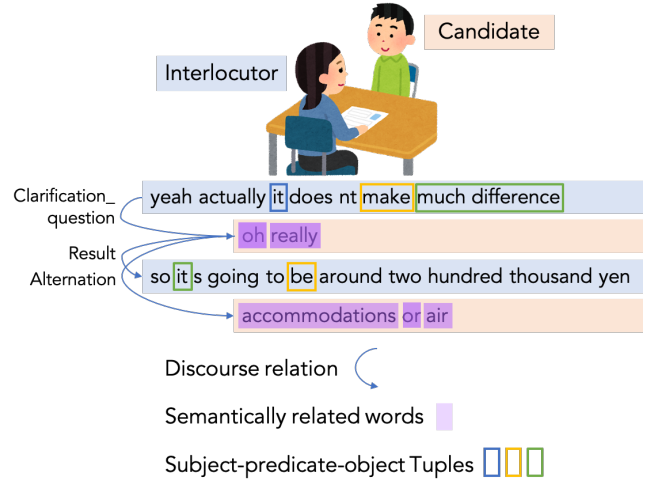 Candidate
Interlocutor
Clarification_
question
yeah actually it does nt make much difference
oh really
Result
Alternation
so it s going to be around two hundred thousand yen
accommodations or air
Discourse relation
Semantically related words
Subject-predicate-object Tuples